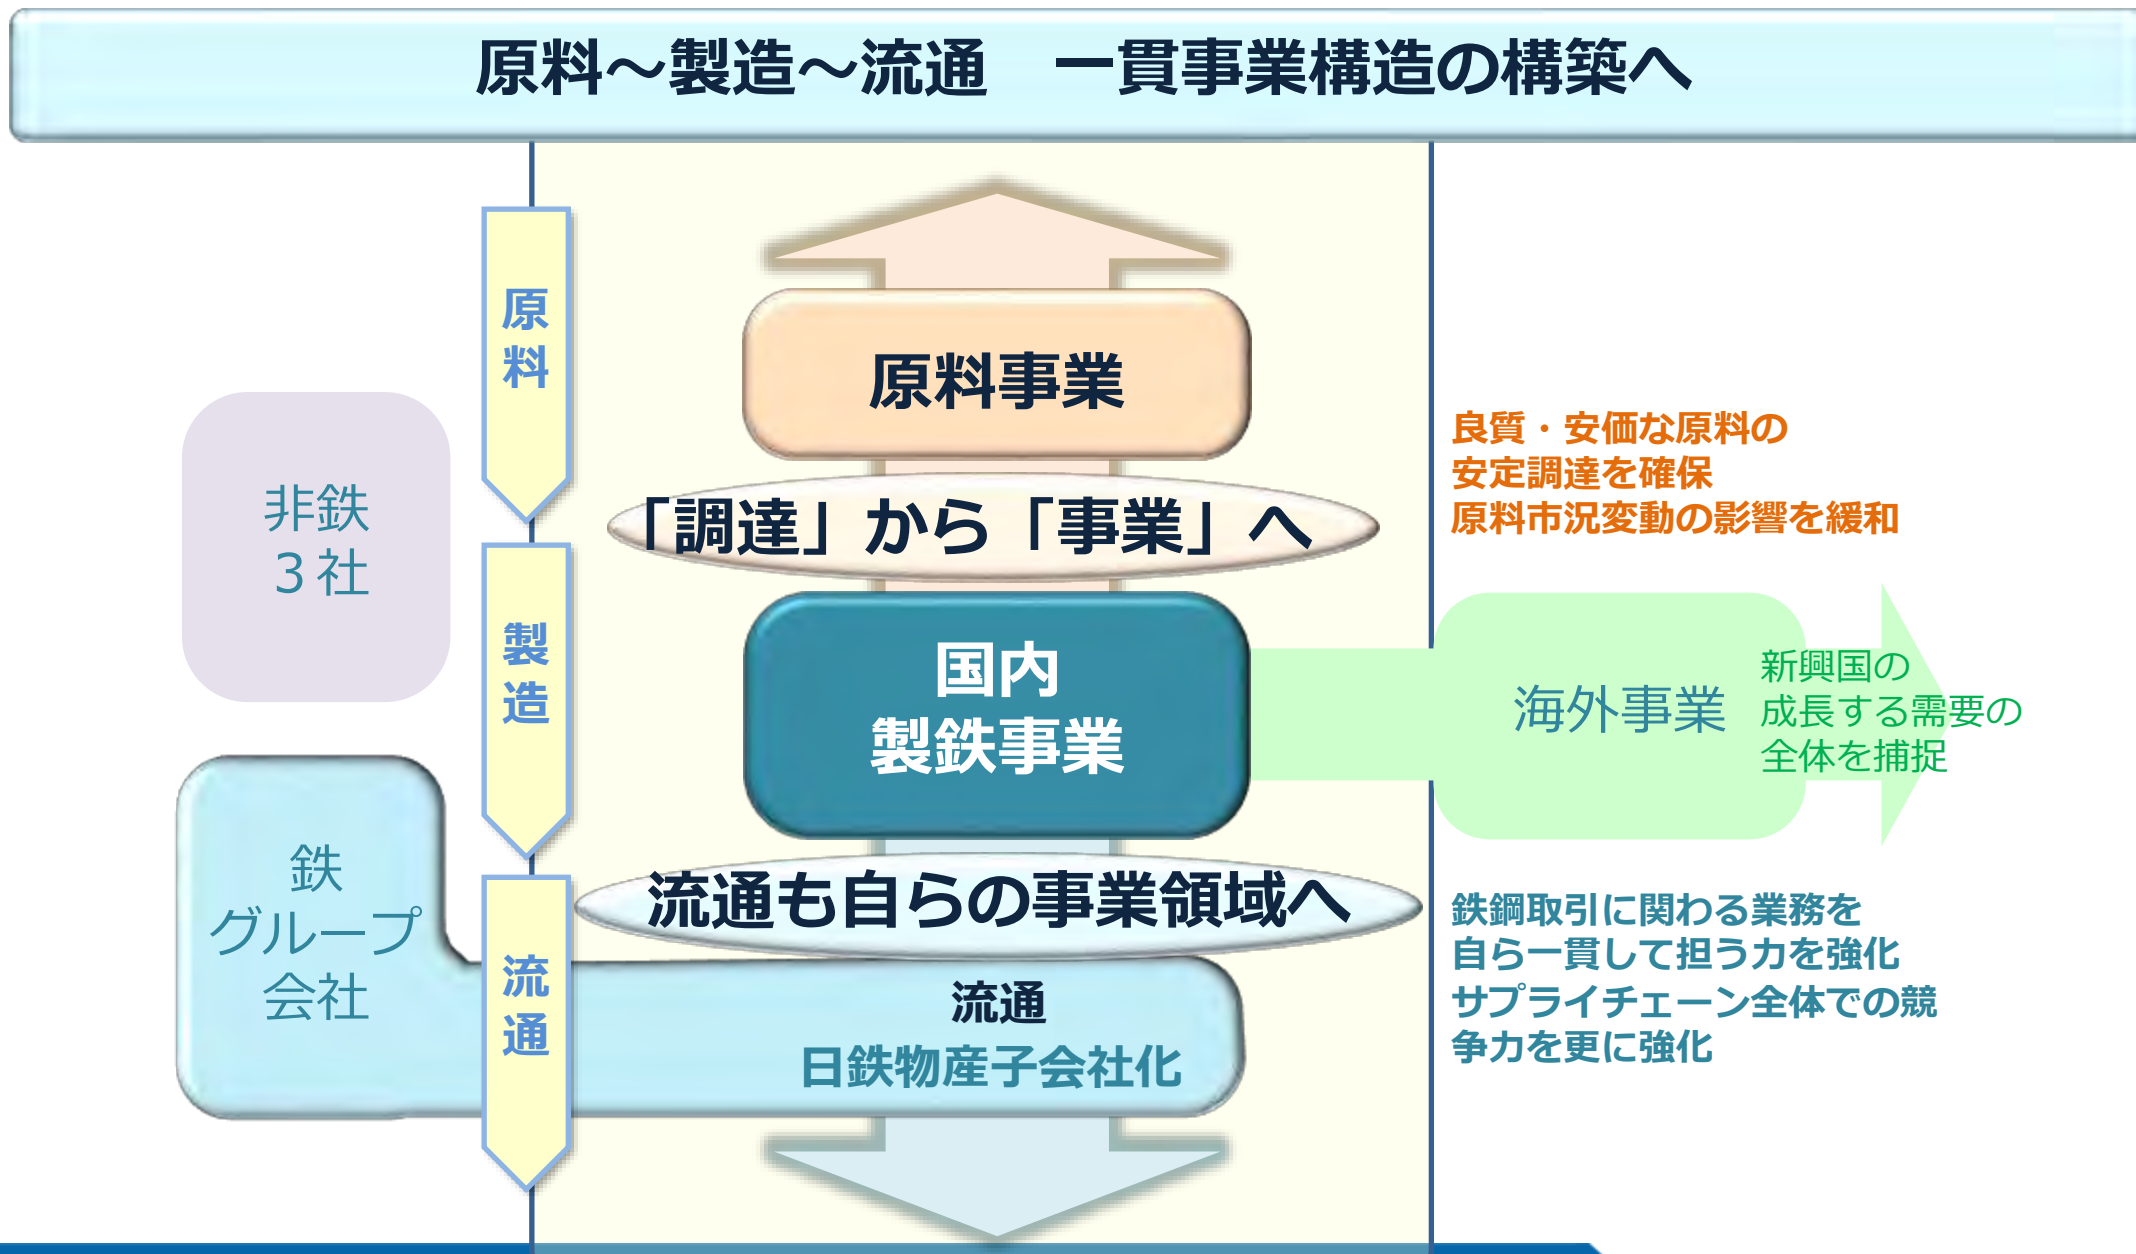 原料～製造～流通　一貫事業構造の構築へ
原
料
製
造
流
通
非鉄
３社
鉄
グループ
会社
原料事業
「調達」から「事業」へ
国内
製鉄事業
流通も自らの事業領域へ
流通
日鉄物産子会社化
良質・安価な原料の
安定調達を確保
原料市況変動の影響を緩和
海外事業
新興国の
成長する需要の
全体を捕捉
鉄鋼取引に関わる業務を
自ら一貫して担う力を強化
サプライチェーン全体での競
争力を更に強化